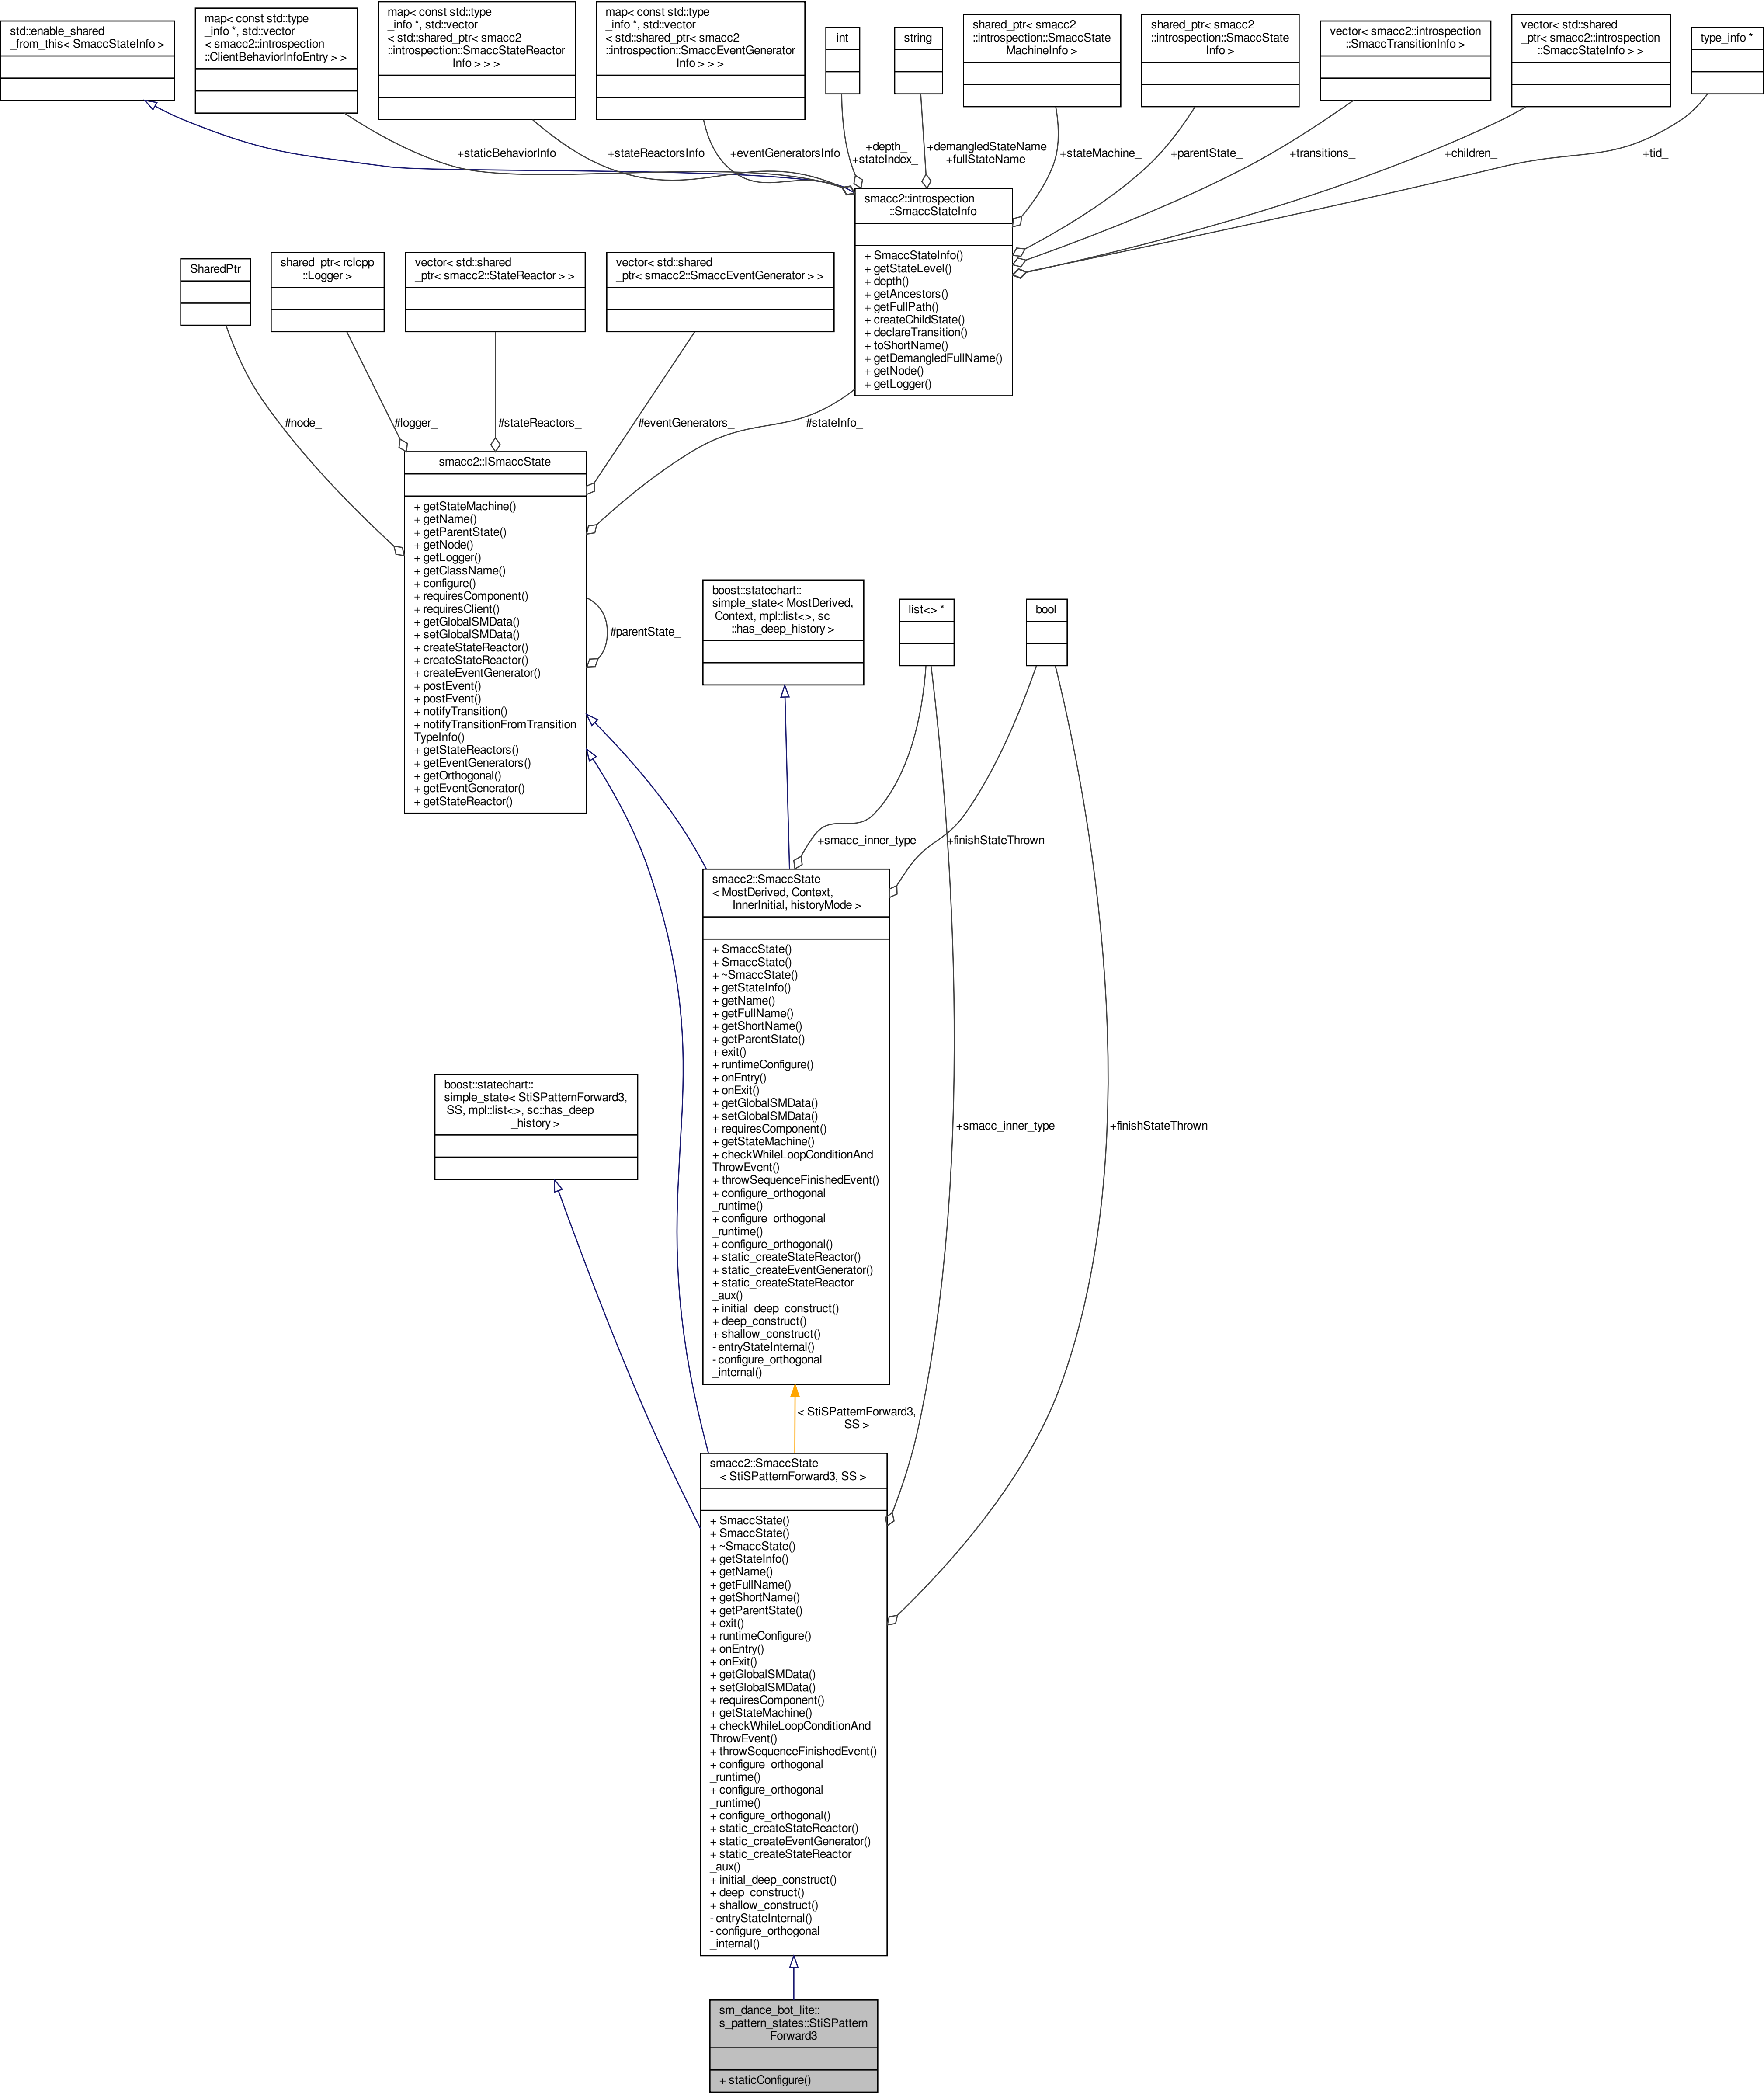 std::enable_shared
_from_this< SmaccStateInfo >
map< const std::type
_info *, std::vector
< smacc2::introspection
::ClientBehaviorInfoEntry > >
map< const std::type
_info *, std::vector
< std::shared_ptr< smacc2
::introspection::SmaccStateReactor
Info > > >
map< const std::type
_info *, std::vector
< std::shared_ptr< smacc2
::introspection::SmaccEventGenerator
Info > > >
int
string
shared_ptr< smacc2
::introspection::SmaccState
MachineInfo >
shared_ptr< smacc2
::introspection::SmaccState
Info >
vector< smacc2::introspection
::SmaccTransitionInfo >
vector< std::shared
_ptr< smacc2::introspection
::SmaccStateInfo > >
type_info *
+staticBehaviorInfo
+stateReactorsInfo
+eventGeneratorsInfo
+depth_
+stateIndex_
+demangledStateName
+fullStateName
+stateMachine_
+parentState_
+transitions_
+children_
+tid_
smacc2::introspection
::SmaccStateInfo
+ SmaccStateInfo()
+ getStateLevel()
+ depth()
+ getAncestors()
+ getFullPath()
+ createChildState()
+ declareTransition()
+ toShortName()
+ getDemangledFullName()
+ getNode()
+ getLogger()
SharedPtr
shared_ptr< rclcpp
::Logger >
vector< std::shared
_ptr< smacc2::StateReactor > >
vector< std::shared
_ptr< smacc2::SmaccEventGenerator > >
#node_
#logger_
#stateReactors_
#eventGenerators_
#stateInfo_
smacc2::ISmaccState
+ getStateMachine()
+ getName()
+ getParentState()
+ getNode()
+ getLogger()
+ getClassName()
+ configure()
+ requiresComponent()
+ requiresClient()
+ getGlobalSMData()
+ setGlobalSMData()
+ createStateReactor()
+ createStateReactor()
+ createEventGenerator()
+ postEvent()
+ postEvent()
+ notifyTransition()
+ notifyTransitionFromTransition
TypeInfo()
+ getStateReactors()
+ getEventGenerators()
+ getOrthogonal()
+ getEventGenerator()
+ getStateReactor()
#parentState_
boost::statechart::
simple_state< MostDerived,
Context, mpl::list<>, sc
::has_deep_history >
list<> *
bool
+smacc_inner_type
+finishStateThrown
smacc2::SmaccState
< MostDerived, Context,
InnerInitial, historyMode >
+ SmaccState()
+ SmaccState()
+ ~SmaccState()
+ getStateInfo()
+ getName()
+ getFullName()
+ getShortName()
+ getParentState()
+ exit()
+ runtimeConfigure()
+ onEntry()
+ onExit()
+ getGlobalSMData()
+ setGlobalSMData()
+ requiresComponent()
+ getStateMachine()
+ checkWhileLoopConditionAnd
ThrowEvent()
+ throwSequenceFinishedEvent()
+ configure_orthogonal
_runtime()
+ configure_orthogonal
_runtime()
+ configure_orthogonal()
+ static_createStateReactor()
+ static_createEventGenerator()
+ static_createStateReactor
_aux()
+ initial_deep_construct()
+ deep_construct()
+ shallow_construct()
- entryStateInternal()
- configure_orthogonal
_internal()
boost::statechart::
simple_state< StiSPatternForward3,
SS, mpl::list<>, sc::has_deep
_history >
+smacc_inner_type
+finishStateThrown
< StiSPatternForward3,
SS >
smacc2::SmaccState
< StiSPatternForward3, SS >
+ SmaccState()
+ SmaccState()
+ ~SmaccState()
+ getStateInfo()
+ getName()
+ getFullName()
+ getShortName()
+ getParentState()
+ exit()
+ runtimeConfigure()
+ onEntry()
+ onExit()
+ getGlobalSMData()
+ setGlobalSMData()
+ requiresComponent()
+ getStateMachine()
+ checkWhileLoopConditionAnd
ThrowEvent()
+ throwSequenceFinishedEvent()
+ configure_orthogonal
_runtime()
+ configure_orthogonal
_runtime()
+ configure_orthogonal()
+ static_createStateReactor()
+ static_createEventGenerator()
+ static_createStateReactor
_aux()
+ initial_deep_construct()
+ deep_construct()
+ shallow_construct()
- entryStateInternal()
- configure_orthogonal
_internal()
sm_dance_bot_lite::
s_pattern_states::StiSPattern
Forward3
+ staticConfigure()